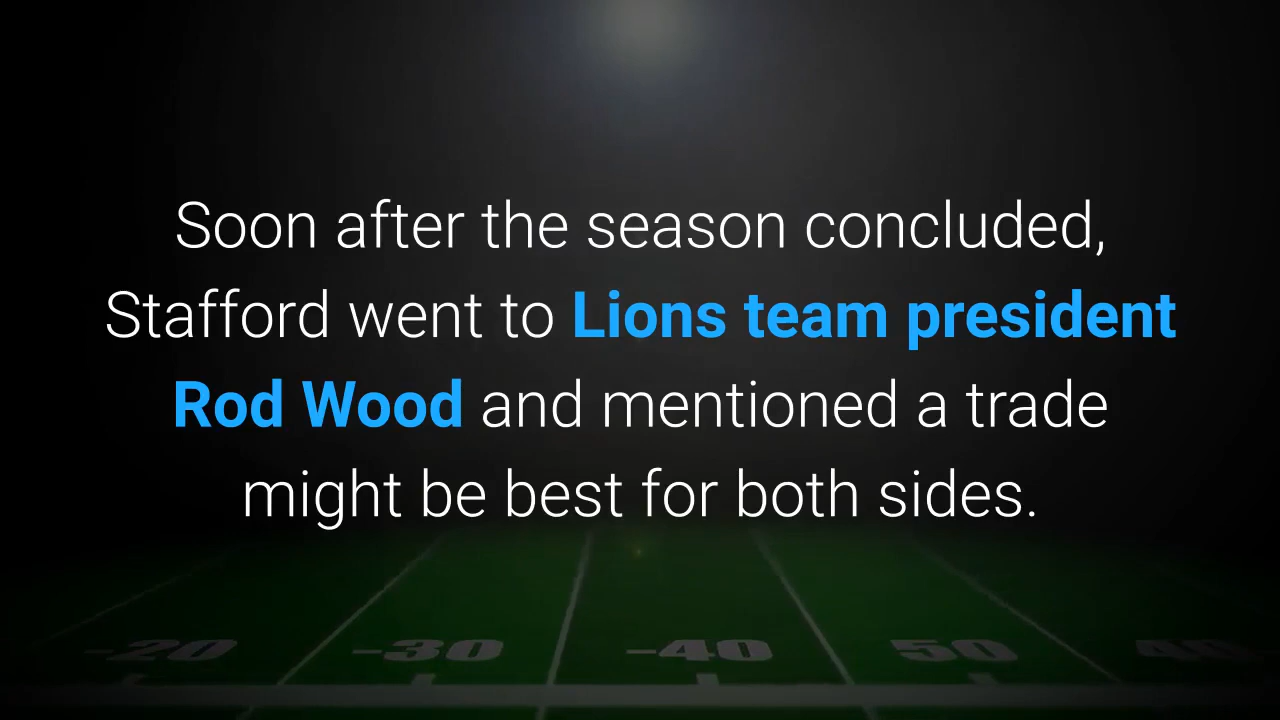 Soon after the season concluded,
Stafford went to Lions team president
Rod Wood and mentioned a trade
might be best for both sides.
-20 -30 -40 50 40